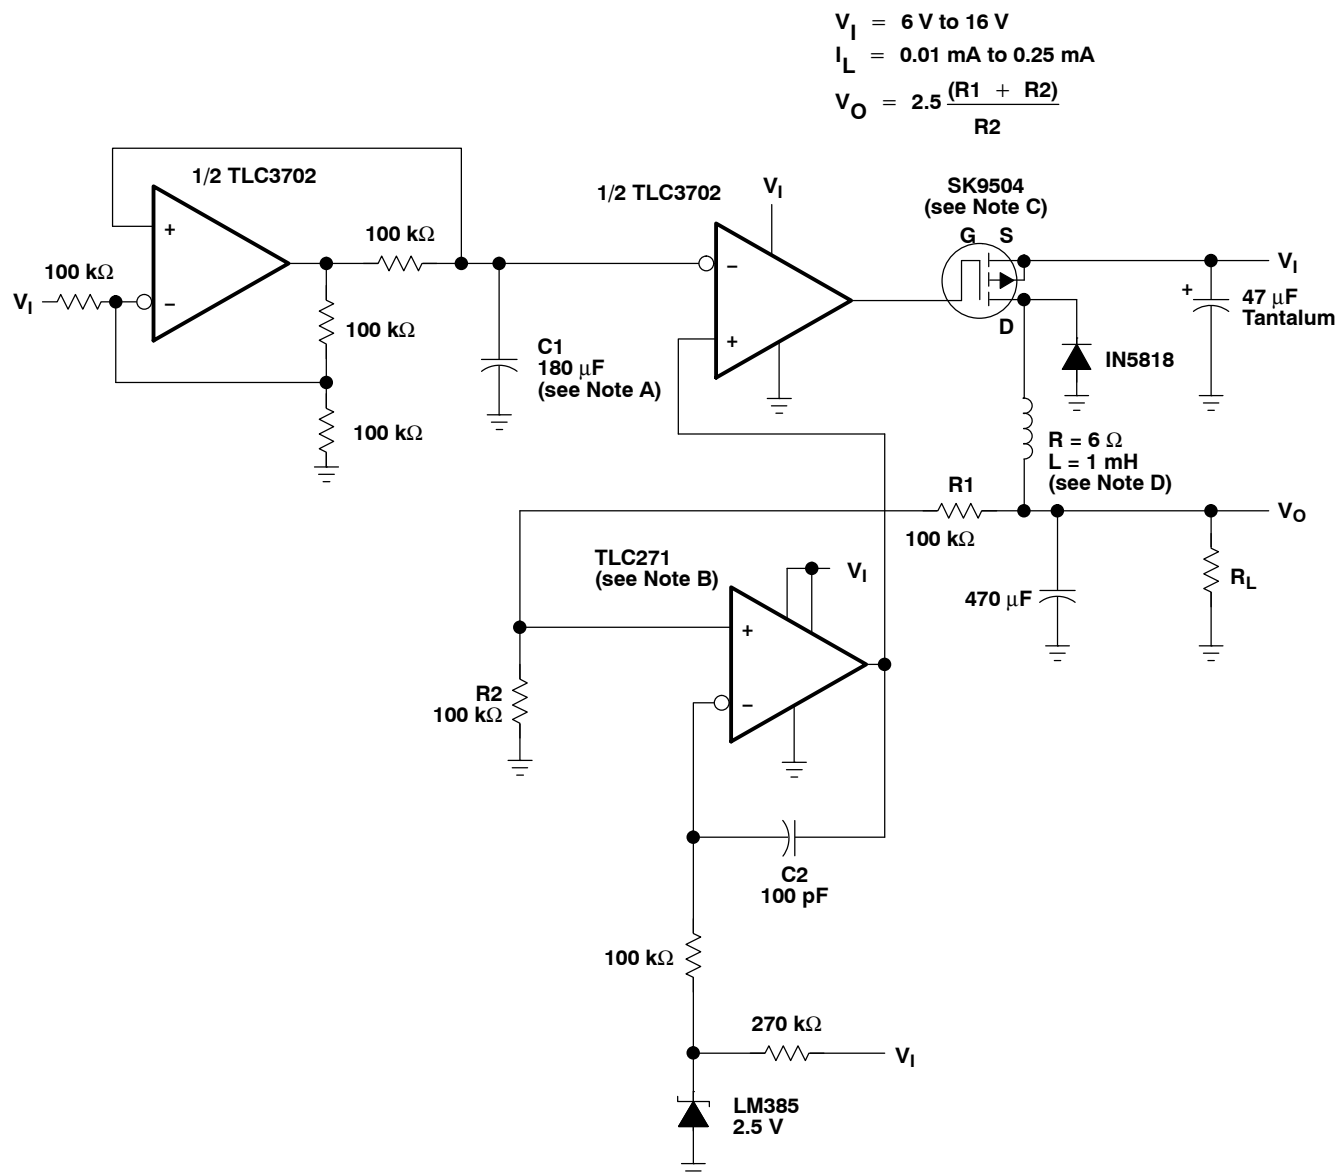 V_I = 6 V to 16 V
I_L = 0.01 mA to 0.25 mA
V_O = 2.5 (R1 + R2)
R2
1/2 TLC3702
+
−
100 kΩ
V_I
100 kΩ
100 kΩ
100 kΩ
C1
180 μF
(see Note A)
1/2 TLC3702
V_I
−
+
SK9504
(see Note C)
G S
D
V_I
+
47 μF
Tantalum
IN5818
R = 6 Ω
L = 1 mH
(see Note D)
R1
100 kΩ
V_O
470 μF
R_L
TLC271
(see Note B)
V_I
+
−
R2
100 kΩ
C2
100 pF
100 kΩ
270 kΩ
V_I
LM385
2.5 V